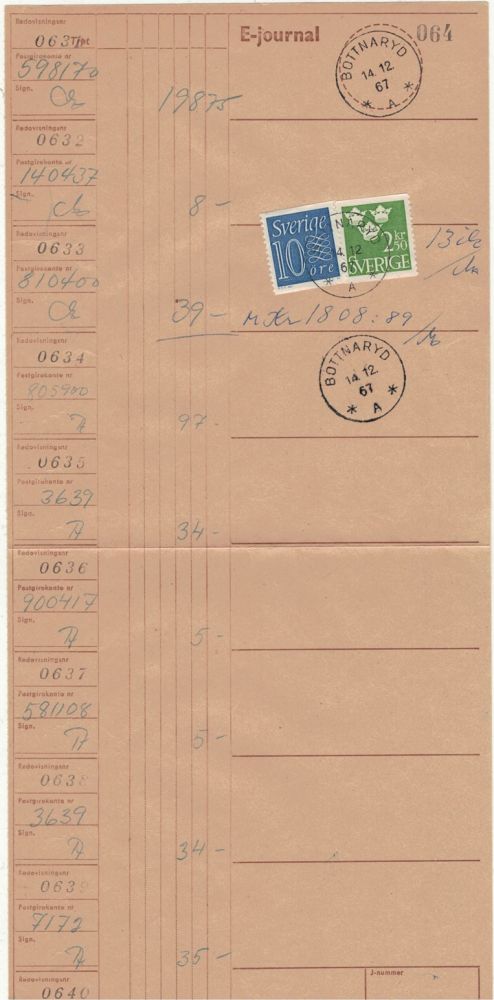 Redovisningsnr
E-journal
064
BOTTNARYD
14.12.
67
* A *
Postgirokonto nr
598170
Sign.
19875
Redovisningsnr
0632
Postgirokonto nr
140437
Sign.
8-
Sverige
10
öre
2 kr
50
SVERIGE
Redovisningsnr
0633
Postgirokonto nr
810400
Sign.
39-
1808:89
Redovisningsnr
0634
BOTTNARYD
14.12.
67
* A *
Postgirokonto nr
805900
Sign.
97-
Redovisningsnr
0635
Postgirokonto nr
3639
Sign.
34-
Redovisningsnr
0636
Postgirokonto nr
900417
Sign.
5-
Redovisningsnr
0637
Postgirokonto nr
581108
Sign.
5-
Redovisningsnr
0638
Postgirokonto nr
3639
Sign.
34-
Redovisningsnr
0639
Postgirokonto nr
7172
Sign.
35-
Redovisningsnr
J-nummer
0640